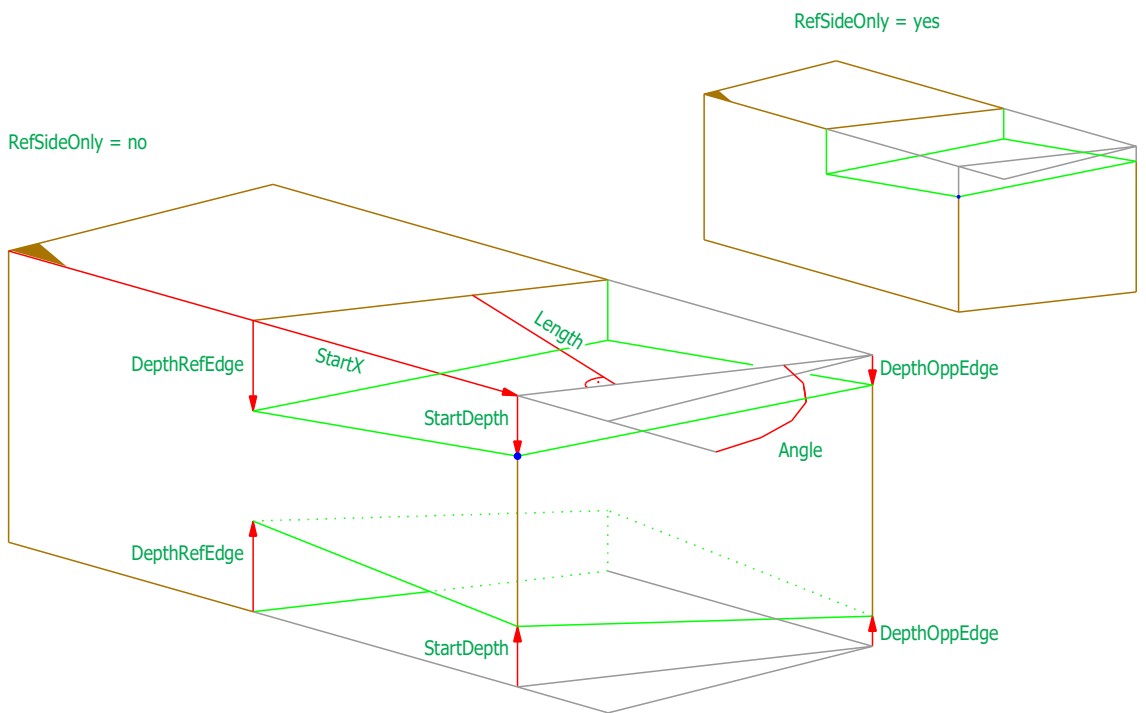 RefSideOnly = yes
RefSideOnly = no
Length
StartX
DepthRefEdge
DepthOppEdge
StartDepth
Angle
DepthRefEdge
DepthOppEdge
StartDepth